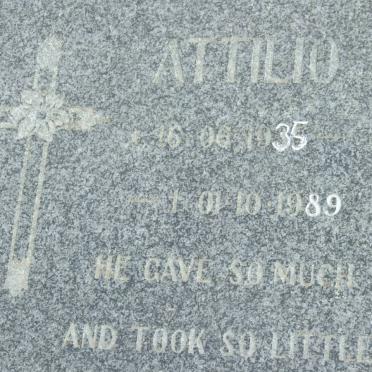 ATTILIO
* 16·06·1935
† 01·10·1989
HE GAVE SO MUCH
AND TOOK SO LITTLE